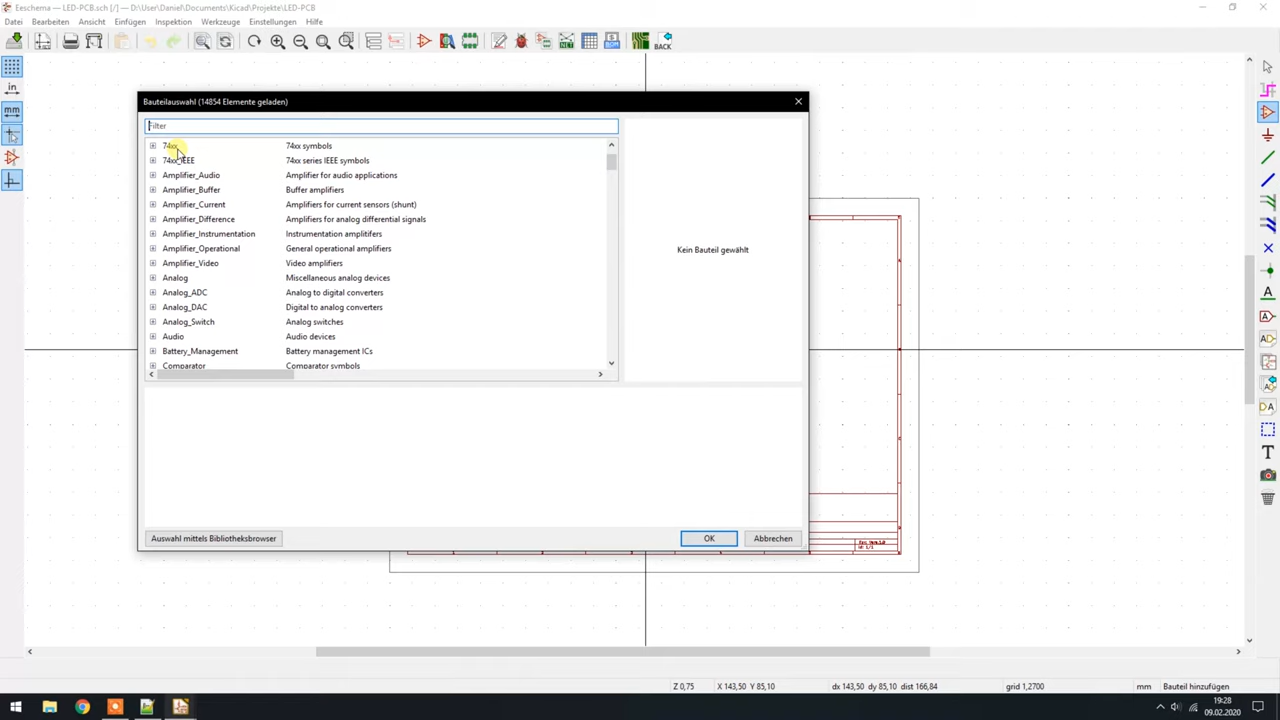 Eeschema — LED-PCB.sch [/] — D:\User\Daniel\Documents\Kicad\Projekte\LED-PCB
Datei Bearbeiten Ansicht Einfügen Inspektion Werkzeuge Einstellungen Hilfe
BACK
in
mm
Bauteilauswahl (14854 Elemente geladen)
Filter
74xx 74xx symbols
74xx_IEEE 74xx series IEEE symbols
Amplifier_Audio Amplifier for audio applications
Amplifier_Buffer Buffer amplifiers
Amplifier_Current Amplifiers for current sensors (shunt)
Amplifier_Difference Amplifiers for analog differential signals
Amplifier_Instrumentation Instrumentation amplitifers
Amplifier_Operational General operational amplifiers
Amplifier_Video Video amplifiers
Analog Miscellaneous analog devices
Analog_ADC Analog to digital converters
Analog_DAC Digital to analog converters
Analog_Switch Analog switches
Audio Audio devices
Battery_Management Battery management ICs
Comparator Comparator symbols
Kein Bauteil gewählt
Auswahl mittels Bibliotheksbrowser OK Abbrechen
Z 0,75 X 143,50 Y 85,10 dx 143,50 dy 85,10 dist 166,84 grid 1,2700 mm Bauteil hinzufügen
19:28
09.02.2020